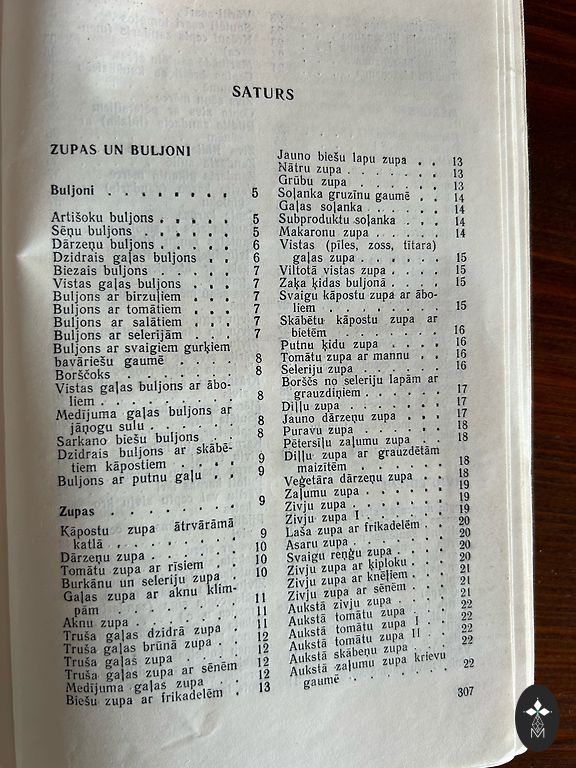 SATURS
ZUPAS UN BULJONI
Buljoni . . . . . . . . 5
Artišoku buljons . . . . . 5
Sēņu buljons . . . . . . 5
Dārzeņu buljons . . . . . 6
Dzidrais gaļas buljons . . . 6
Biezais buljons . . . . . 7
Vistas gaļas buljons . . . . 7
Buljons ar birzuļiem . . . 7
Buljons ar tomātiem . . . 7
Buljons ar salātiem . . . . 7
Buljons ar selerijām . . . 7
Buljons ar svaigiem gurķiem
bavāriešu gaumē . . . . 8
Borščoks . . . . . . . 8
Vistas gaļas buljons ar ābo-
liem . . . . . . . . 8
Medījuma gaļas buljons ar
jāņogu sulu . . . . . . 8
Sarkano biešu buljons . . . 8
Dzidrais buljons ar skābē-
tiem kāpostiem . . . . . 9
Buljons ar putnu gaļu . . . 9
Zupas . . . . . . . . 9
Kāpostu zupa ātrvārāmā
katlā . . . . . . . . 9
Dārzeņu zupa . . . . . . 10
Tomātu zupa ar rīsiem . . 10
Burkānu un seleriju zupa . 10
Gaļas zupa ar aknu klim-
pām . . . . . . . . 11
Aknu zupa . . . . . . . 11
Truša gaļas dzidrā zupa . 12
Truša gaļas brūnā zupa . . 12
Truša gaļas zupa . . . . 12
Truša gaļas zupa ar sēnēm 12
Medījuma gaļas zupa . . . 12
Biešu zupa ar frikadelēm . 13
Jauno biešu lapu zupa . . 13
Nātru zupa . . . . . . 13
Grūbu zupa . . . . . . 13
Soļanka gruzīnu gaumē . . 14
Gaļas soļanka . . . . . 14
Subproduktu soļanka . . . 14
Makaronu zupa . . . . . 14
Vistas (pīles, zoss, tītara)
gaļas zupa . . . . . . 15
Viltotā vistas zupa . . . . 15
Zaķa ķidas buljonā . . . . 15
Svaigu kāpostu zupa ar ābo-
liem . . . . . . . . 15
Skābētu kāpostu zupa ar
bietēm . . . . . . . 16
Putnu ķidu zupa . . . . . 16
Tomātu zupa ar mannu . . 16
Seleriju zupa . . . . . . 16
Borščs no seleriju lapām ar
grauzdiņiem . . . . . . 17
Diļļu zupa . . . . . . . 17
Jauno dārzeņu zupa . . . 17
Puravu zupa . . . . . . 18
Pētersiļu zaļumu zupa . . 18
Diļļu zupa ar grauzdētām
maizītēm . . . . . . . 18
Veģetāra dārzeņu zupa . . 18
Zaļumu zupa . . . . . . 19
Zivju zupa . . . . . . . 19
Zivju zupa I . . . . . . 19
Laša zupa ar frikadelēm . . 20
Asaru zupa . . . . . . . 20
Svaigu reņģu zupa . . . . 20
Zivju zupa ar ķiploku . . . 20
Zivju zupa ar kneļiem . . . 21
Zivju zupa ar sēnēm . . . 21
Aukstā zivju zupa . . . . 22
Aukstā tomātu zupa . . . 22
Aukstā tomātu zupa I . . . 22
Aukstā tomātu zupa II . . 22
Aukstā skābeņu zupa . . . 22
Aukstā zaļumu zupa krievu
gaumē . . . . . . . . 22
307